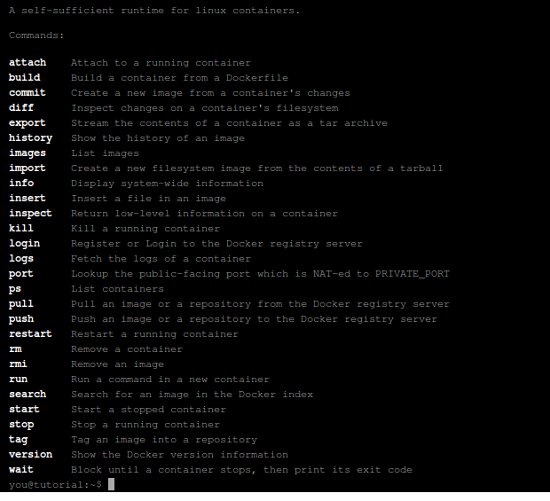 A self-sufficient runtime for linux containers.
Commands:
attach Attach to a running container
build Build a container from a Dockerfile
commit Create a new image from a container's changes
diff Inspect changes on a container's filesystem
export Stream the contents of a container as a tar archive
history Show the history of an image
images List images
import Create a new filesystem image from the contents of a tarball
info Display system-wide information
insert Insert a file in an image
inspect Return low-level information on a container
kill Kill a running container
login Register or Login to the Docker registry server
logs Fetch the logs of a container
port Lookup the public-facing port which is NAT-ed to PRIVATE_PORT
ps List containers
pull Pull an image or a repository from the Docker registry server
push Push an image or a repository to the Docker registry server
restart Restart a running container
rm Remove a container
rmi Remove an image
run Run a command in a new container
search Search for an image in the Docker index
start Start a stopped container
stop Stop a running container
tag Tag an image into a repository
version Show the Docker version information
wait Block until a container stops, then print its exit code
you@tutorial:~$